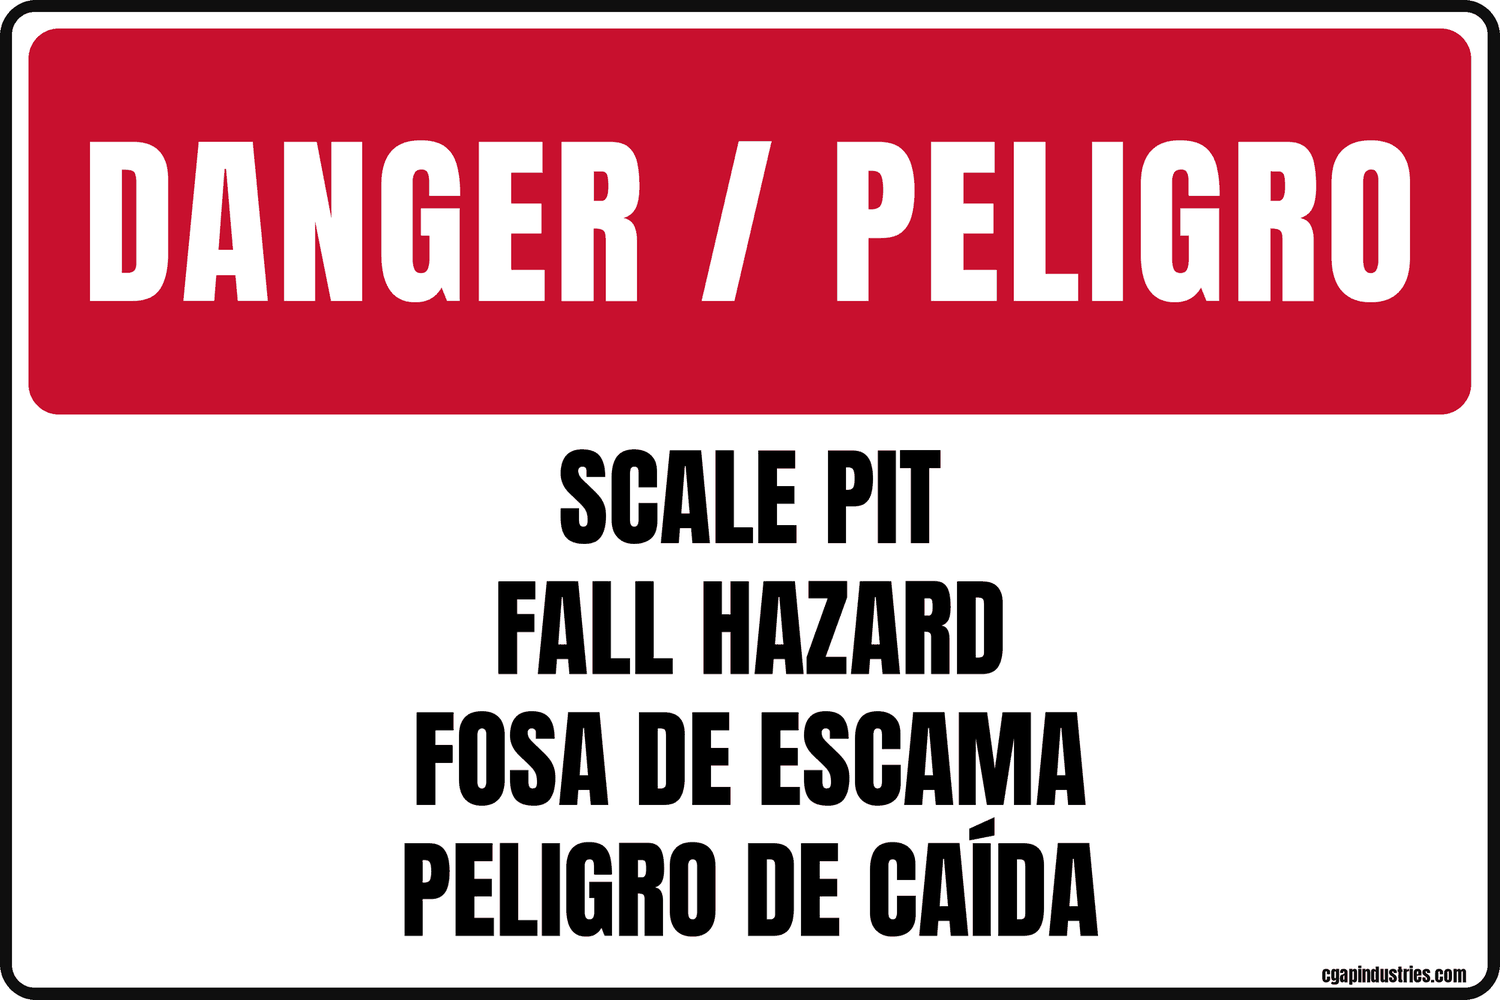 DANGER / PELIGRO
SCALE PIT
FALL HAZARD
FOSA DE ESCAMA
PELIGRO DE CAÍDA
cgapindustries.com